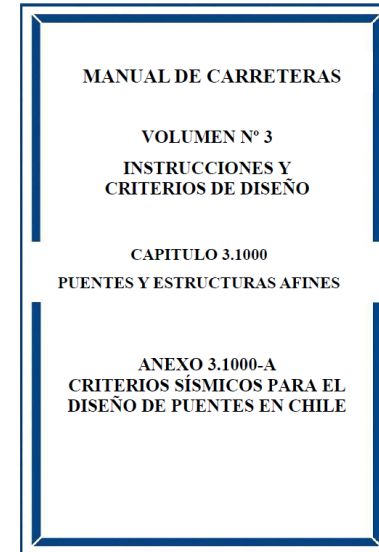 MANUAL DE CARRETERAS
VOLUMEN Nº 3
INSTRUCCIONES Y
CRITERIOS DE DISEÑO
CAPITULO 3.1000
PUENTES Y ESTRUCTURAS AFINES
ANEXO 3.1000-A
CRITERIOS SÍSMICOS PARA EL
DISEÑO DE PUENTES EN CHILE